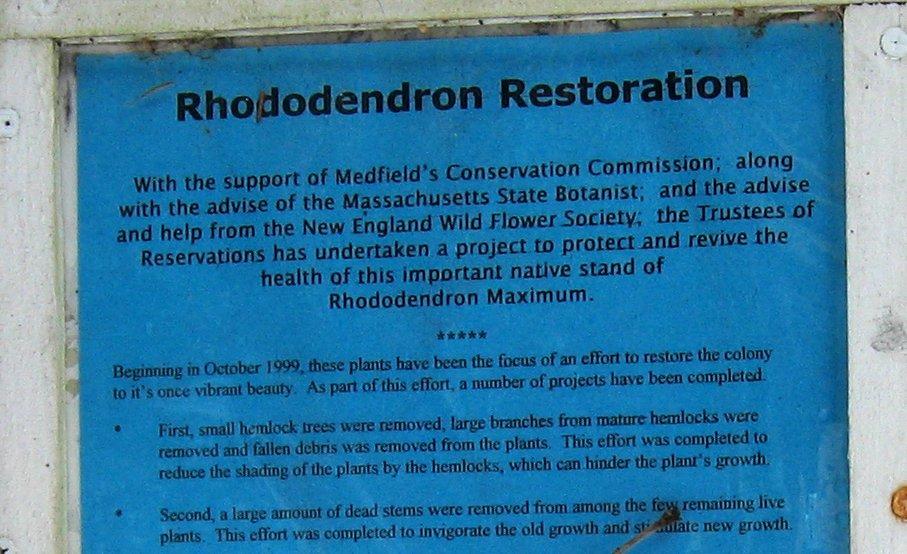 Rhododendron Restoration
With the support of Medfield's Conservation Commission; along
with the advise of the Massachusetts State Botanist; and the advise
and help from the New England Wild Flower Society; the Trustees of
Reservations has undertaken a project to protect and revive the
health of this important native stand of
Rhododendron Maximum.
*****
Beginning in October 1999, these plants have been the focus of an effort to restore the colony
to it's once vibrant beauty. As part of this effort, a number of projects have been completed.
* First, small hemlock trees were removed, large branches from mature hemlocks were
removed and fallen debris was removed from the plants. This effort was completed to
reduce the shading of the plants by the hemlocks, which can hinder the plant's growth.
* Second, a large amount of dead stems were removed from among the few remaining live
plants. This effort was completed to invigorate the old growth and stimulate new growth.